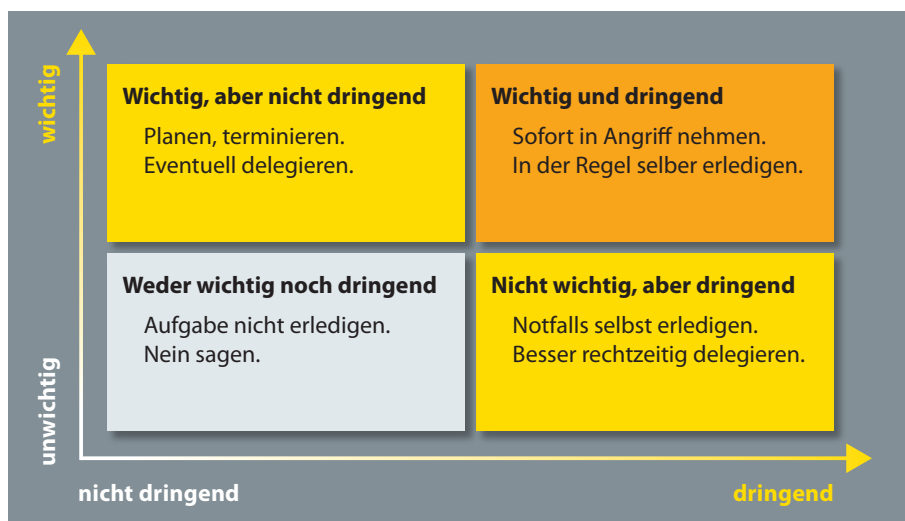 wichtig
Wichtig, aber nicht dringend
Planen, terminieren.
Eventuell delegieren.
Wichtig und dringend
Sofort in Angriff nehmen.
In der Regel selber erledigen.
Weder wichtig noch dringend
Aufgabe nicht erledigen.
Nein sagen.
Nicht wichtig, aber dringend
Notfalls selbst erledigen.
Besser rechtzeitig delegieren.
unwichtig
nicht dringend
dringend